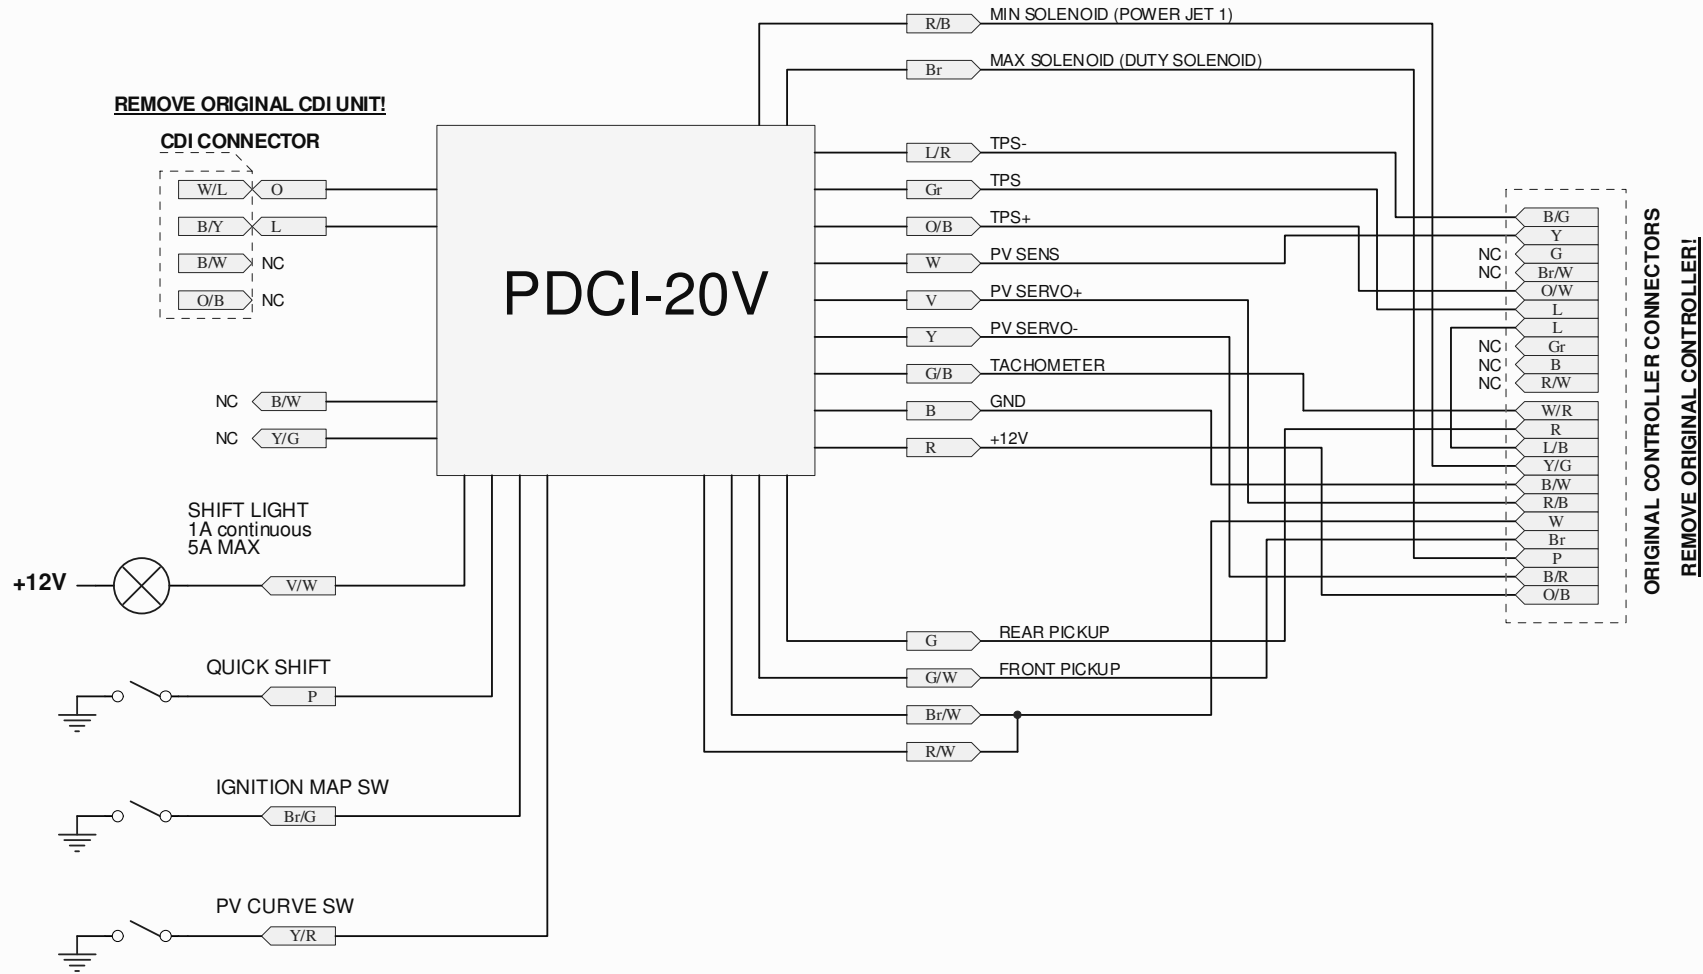 R/B MIN SOLENOID (POWER JET 1)
Br MAX SOLENOID (DUTY SOLENOID)
REMOVE ORIGINAL CDI UNIT!
CDI CONNECTOR
W/L O
B/Y L
B/W NC
O/B NC
NC B/W
NC Y/G
PDCI-20V
L/R TPS-
Gr TPS
O/B TPS+
W PV SENS
V PV SERVO+
Y PV SERVO-
G/B TACHOMETER
B GND
R +12V
B/G
Y
NC G
NC Br/W
O/W
L
L
NC Gr
NC B
NC R/W
W/R
R
L/B
Y/G
B/W
R/B
W
Br
P
B/R
O/B
ORIGINAL CONTROLLER CONNECTORS
REMOVE ORIGINAL CONTROLLER!
SHIFT LIGHT
1A continuous
5A MAX
+12V V/W
QUICK SHIFT
P
IGNITION MAP SW
Br/G
PV CURVE SW
Y/R
G REAR PICKUP
G/W FRONT PICKUP
Br/W
R/W